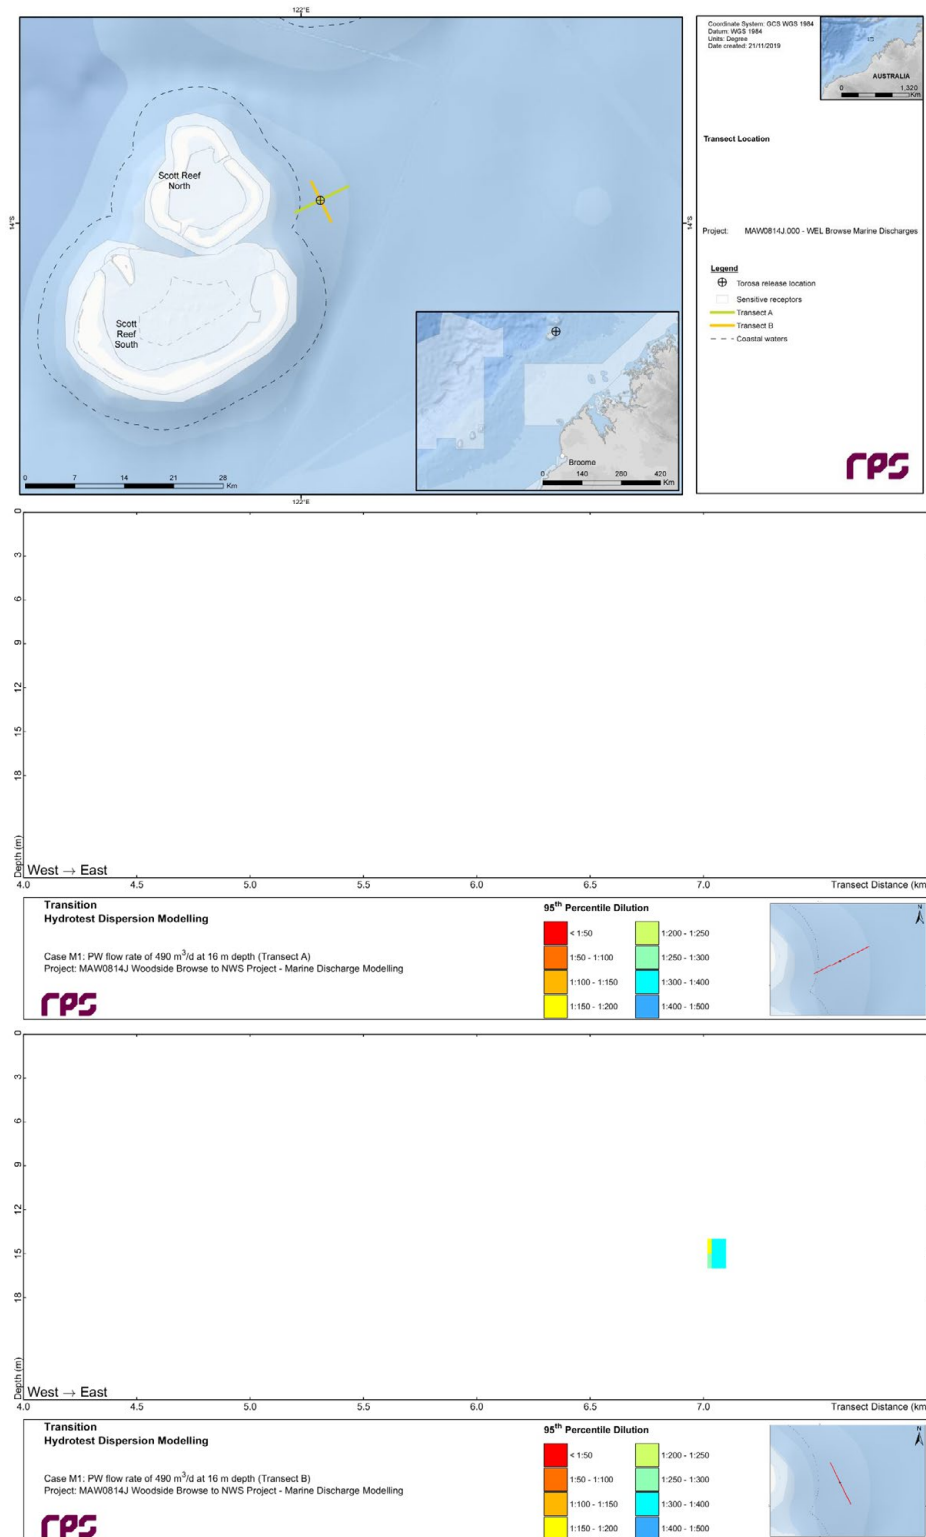 122°E
Coordinate System: GCS WGS 1984
Datum: WGS 1984
Units: Degree
Date created: 21/11/2019
AUSTRALIA
0 1,320
Km
Transect Location
Scott Reef
North
14°S
14°S
Project: MAW0814J.000 - WEL Browse Marine Discharges
Legend
Torosa release location
Sensitive receptors
Transect A
Transect B
Coastal waters
Scott
Reef
South
Broome
0 140 280 420
Km
0 7 14 21 28
Km
122°E
rps
0
3
6
9
12
15
18
Depth (m)
West → East
4.0 4.5 5.0 5.5 6.0 6.5 7.0 Transect Distance (km
Transition
Hydrotest Dispersion Modelling
Case M1: PW flow rate of 490 m³/d at 16 m depth (Transect A)
Project: MAW0814J Woodside Browse to NWS Project - Marine Discharge Modelling
rps
95th Percentile Dilution
< 1:50 1:200 - 1:250
1:50 - 1:100 1:250 - 1:300
1:100 - 1:150 1:300 - 1:400
1:150 - 1:200 1:400 - 1:500
N
0
3
6
9
12
15
18
Depth (m)
West → East
4.0 4.5 5.0 5.5 6.0 6.5 7.0 Transect Distance (km
Transition
Hydrotest Dispersion Modelling
Case M1: PW flow rate of 490 m³/d at 16 m depth (Transect B)
Project: MAW0814J Woodside Browse to NWS Project - Marine Discharge Modelling
rps
95th Percentile Dilution
< 1:50 1:200 - 1:250
1:50 - 1:100 1:250 - 1:300
1:100 - 1:150 1:300 - 1:400
1:150 - 1:200 1:400 - 1:500
N